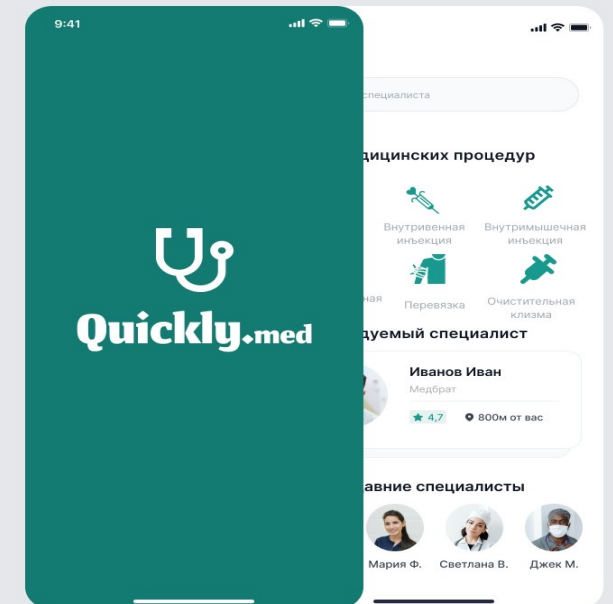 9:41
Quickly.med
специалиста
дицинских процедур
Внутривенная
инъекция
Внутримышечная
инъекция
ная
Перевязка
Очистительная
клизма
дуемый специалист
Иванов Иван
Медбрат
4,7
800м от вас
авние специалисты
Мария Ф.
Светлана В.
Джек М.